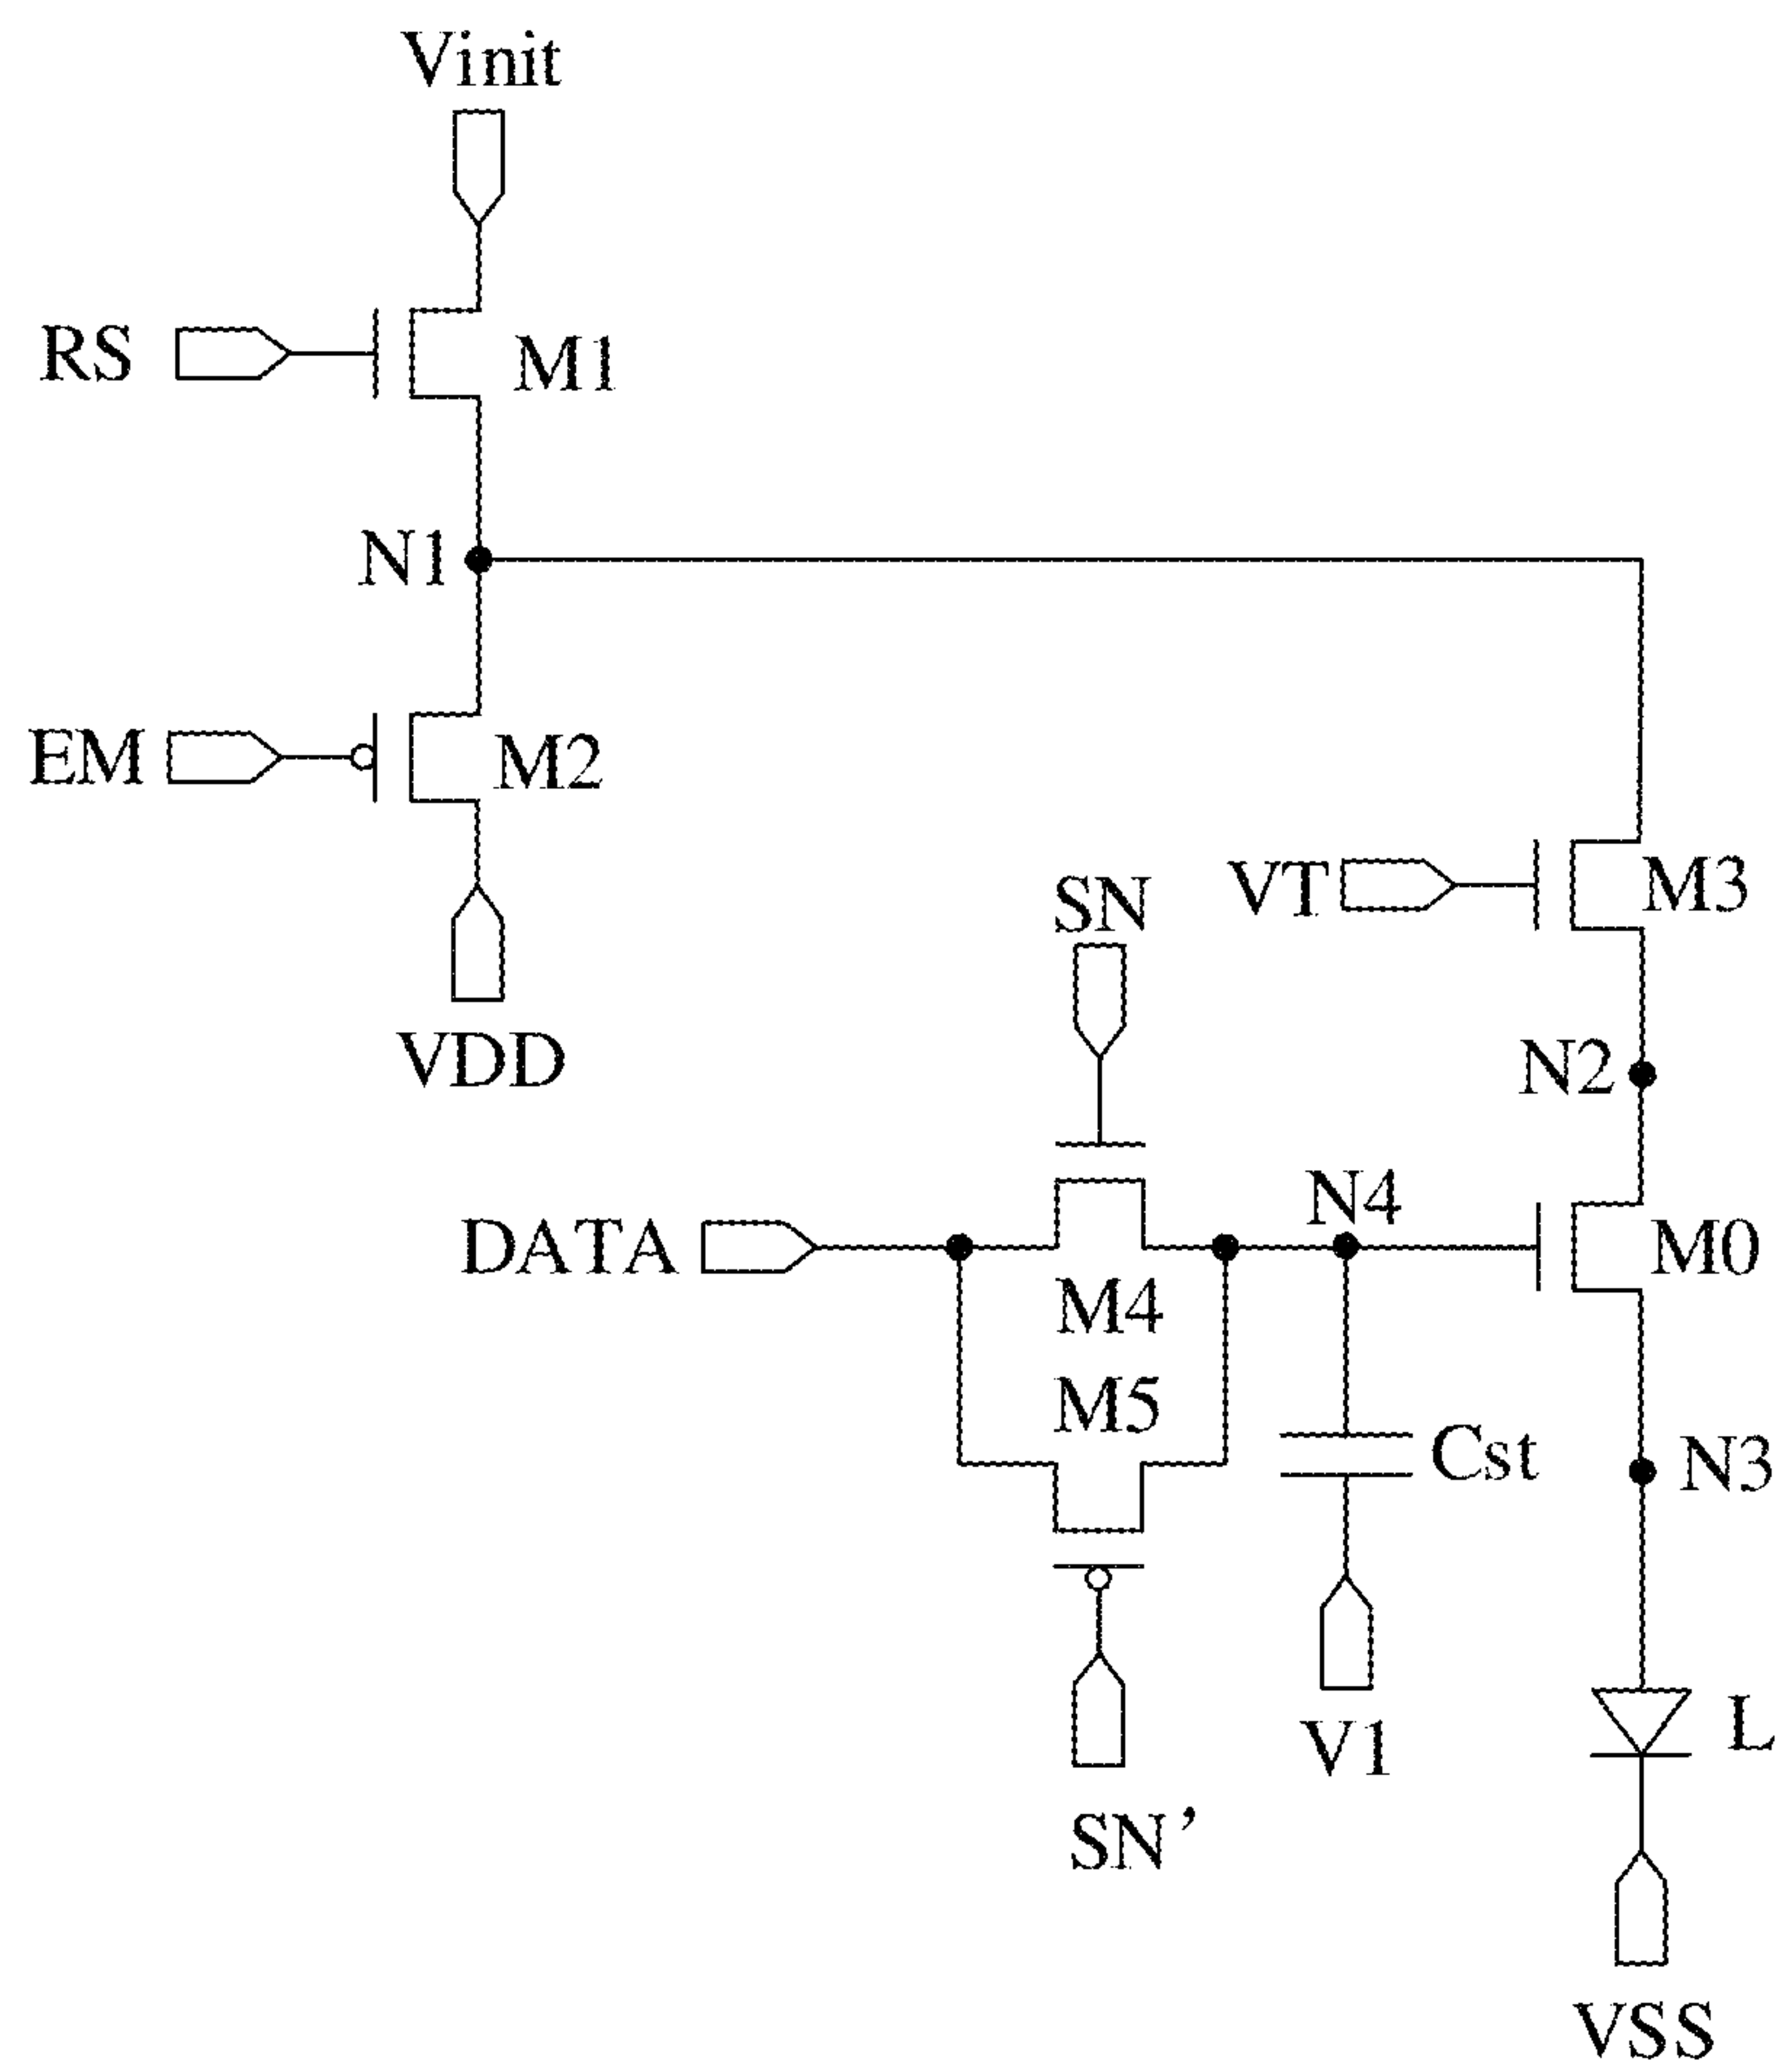 Vinit
RS
M1
N1
EM
M2
VDD
VT
M3
SN
N2
DATA
N4
M0
M4
M5
Cst
N3
V1
L
SN’
VSS